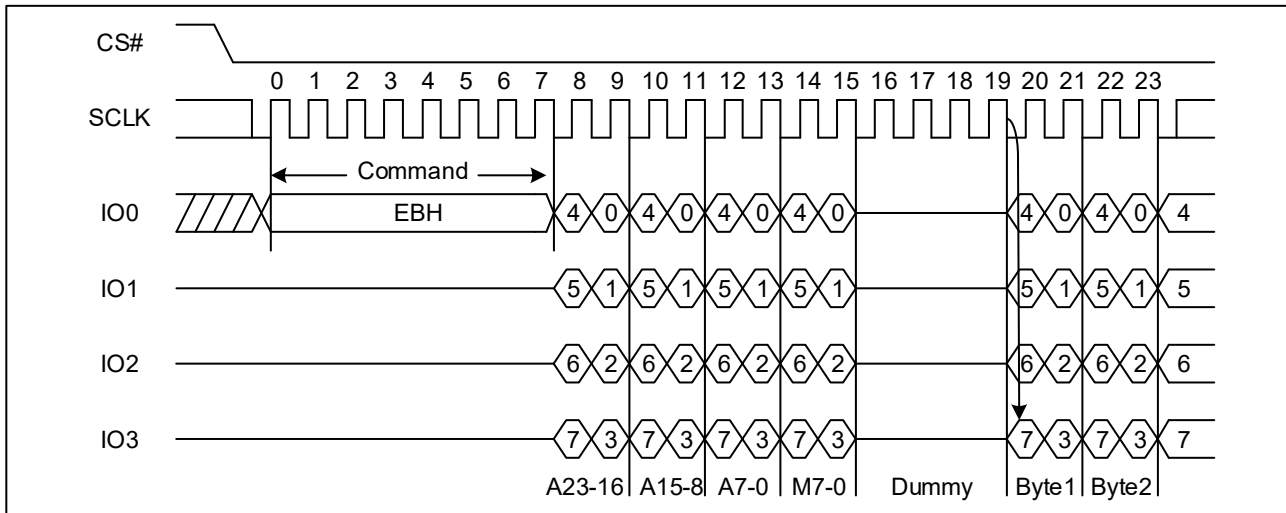 CS#
0 1 2 3 4 5 6 7 8 9 10 11 12 13 14 15 16 17 18 19 20 21 22 23
SCLK
Command
IO0 EBH 4 0 4 0 4 0 4 0 4 0 4 0 4
IO1 5 1 5 1 5 1 5 1 5 1 5 1 5
IO2 6 2 6 2 6 2 6 2 6 2 6 2 6
IO3 7 3 7 3 7 3 7 3 7 3 7 3 7
A23-16 A15-8 A7-0 M7-0 Dummy Byte1 Byte2